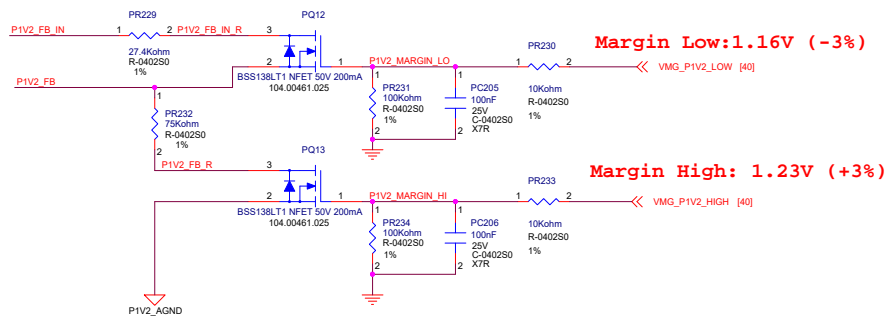 PR229
P1V2_FB_IN
1
2
P1V2_FB_IN_R
27.4Kohm
R-0402S0
1%
PQ12
3
2
1
BSS138LT1 NFET 50V 200mA
104.00461.025
P1V2_MARGIN_LO
PR230
1
2
10Kohm
R-0402S0
1%
Margin Low:1.16V (-3%)
VMG_P1V2_LOW [40]
1
PR231
100Kohm
R-0402S0
1%
2
1
PC205
100nF
25V
C-0402S0
X7R
2
P1V2_FB
1
PR232
75Kohm
R-0402S0
1%
2
P1V2_FB_R
PQ13
3
2
1
BSS138LT1 NFET 50V 200mA
104.00461.025
P1V2_MARGIN_HI
PR233
1
2
10Kohm
R-0402S0
1%
Margin High: 1.23V (+3%)
VMG_P1V2_HIGH [40]
1
PR234
100Kohm
R-0402S0
1%
2
1
PC206
100nF
25V
C-0402S0
X7R
2
P1V2_AGND